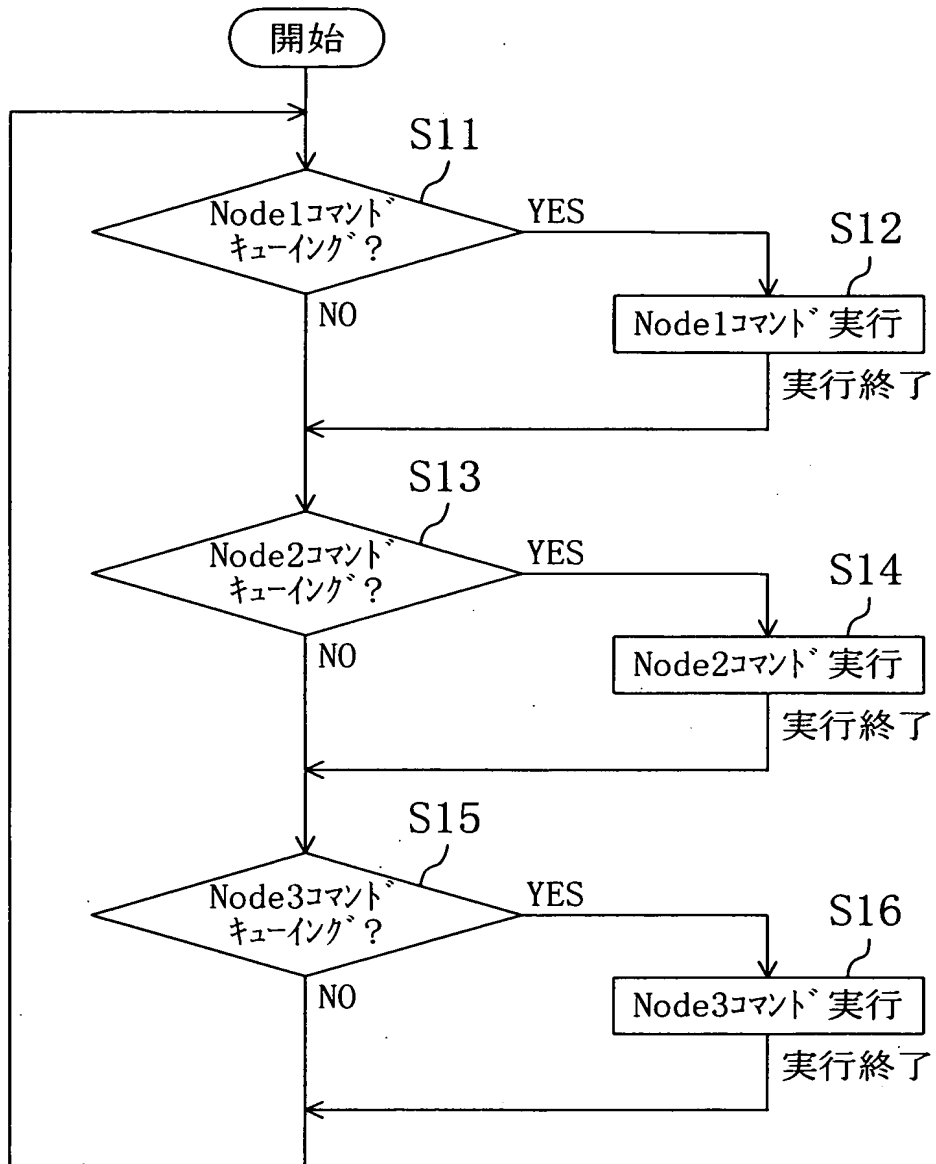 開始
S11
Node1コマンド
キューイング?
YES
NO
S12
Node1コマンド実行
実行終了
S13
Node2コマンド
キューイング?
YES
NO
S14
Node2コマンド実行
実行終了
S15
Node3コマンド
キューイング?
YES
NO
S16
Node3コマンド実行
実行終了